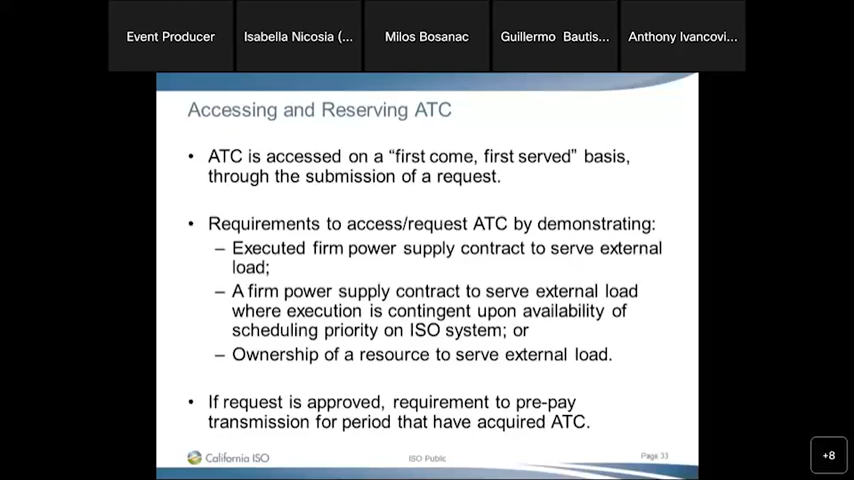 Event Producer
Isabella Nicosia (...
Milos Bosanac
Guillermo Bautis...
Anthony Ivancovi...
Accessing and Reserving ATC
• ATC is accessed on a “first come, first served” basis,
through the submission of a request.
• Requirements to access/request ATC by demonstrating:
– Executed firm power supply contract to serve external
load;
– A firm power supply contract to serve external load
where execution is contingent upon availability of
scheduling priority on ISO system; or
– Ownership of a resource to serve external load.
• If request is approved, requirement to pre-pay
transmission for period that have acquired ATC.
California ISO
ISO Public
Page 33
+8